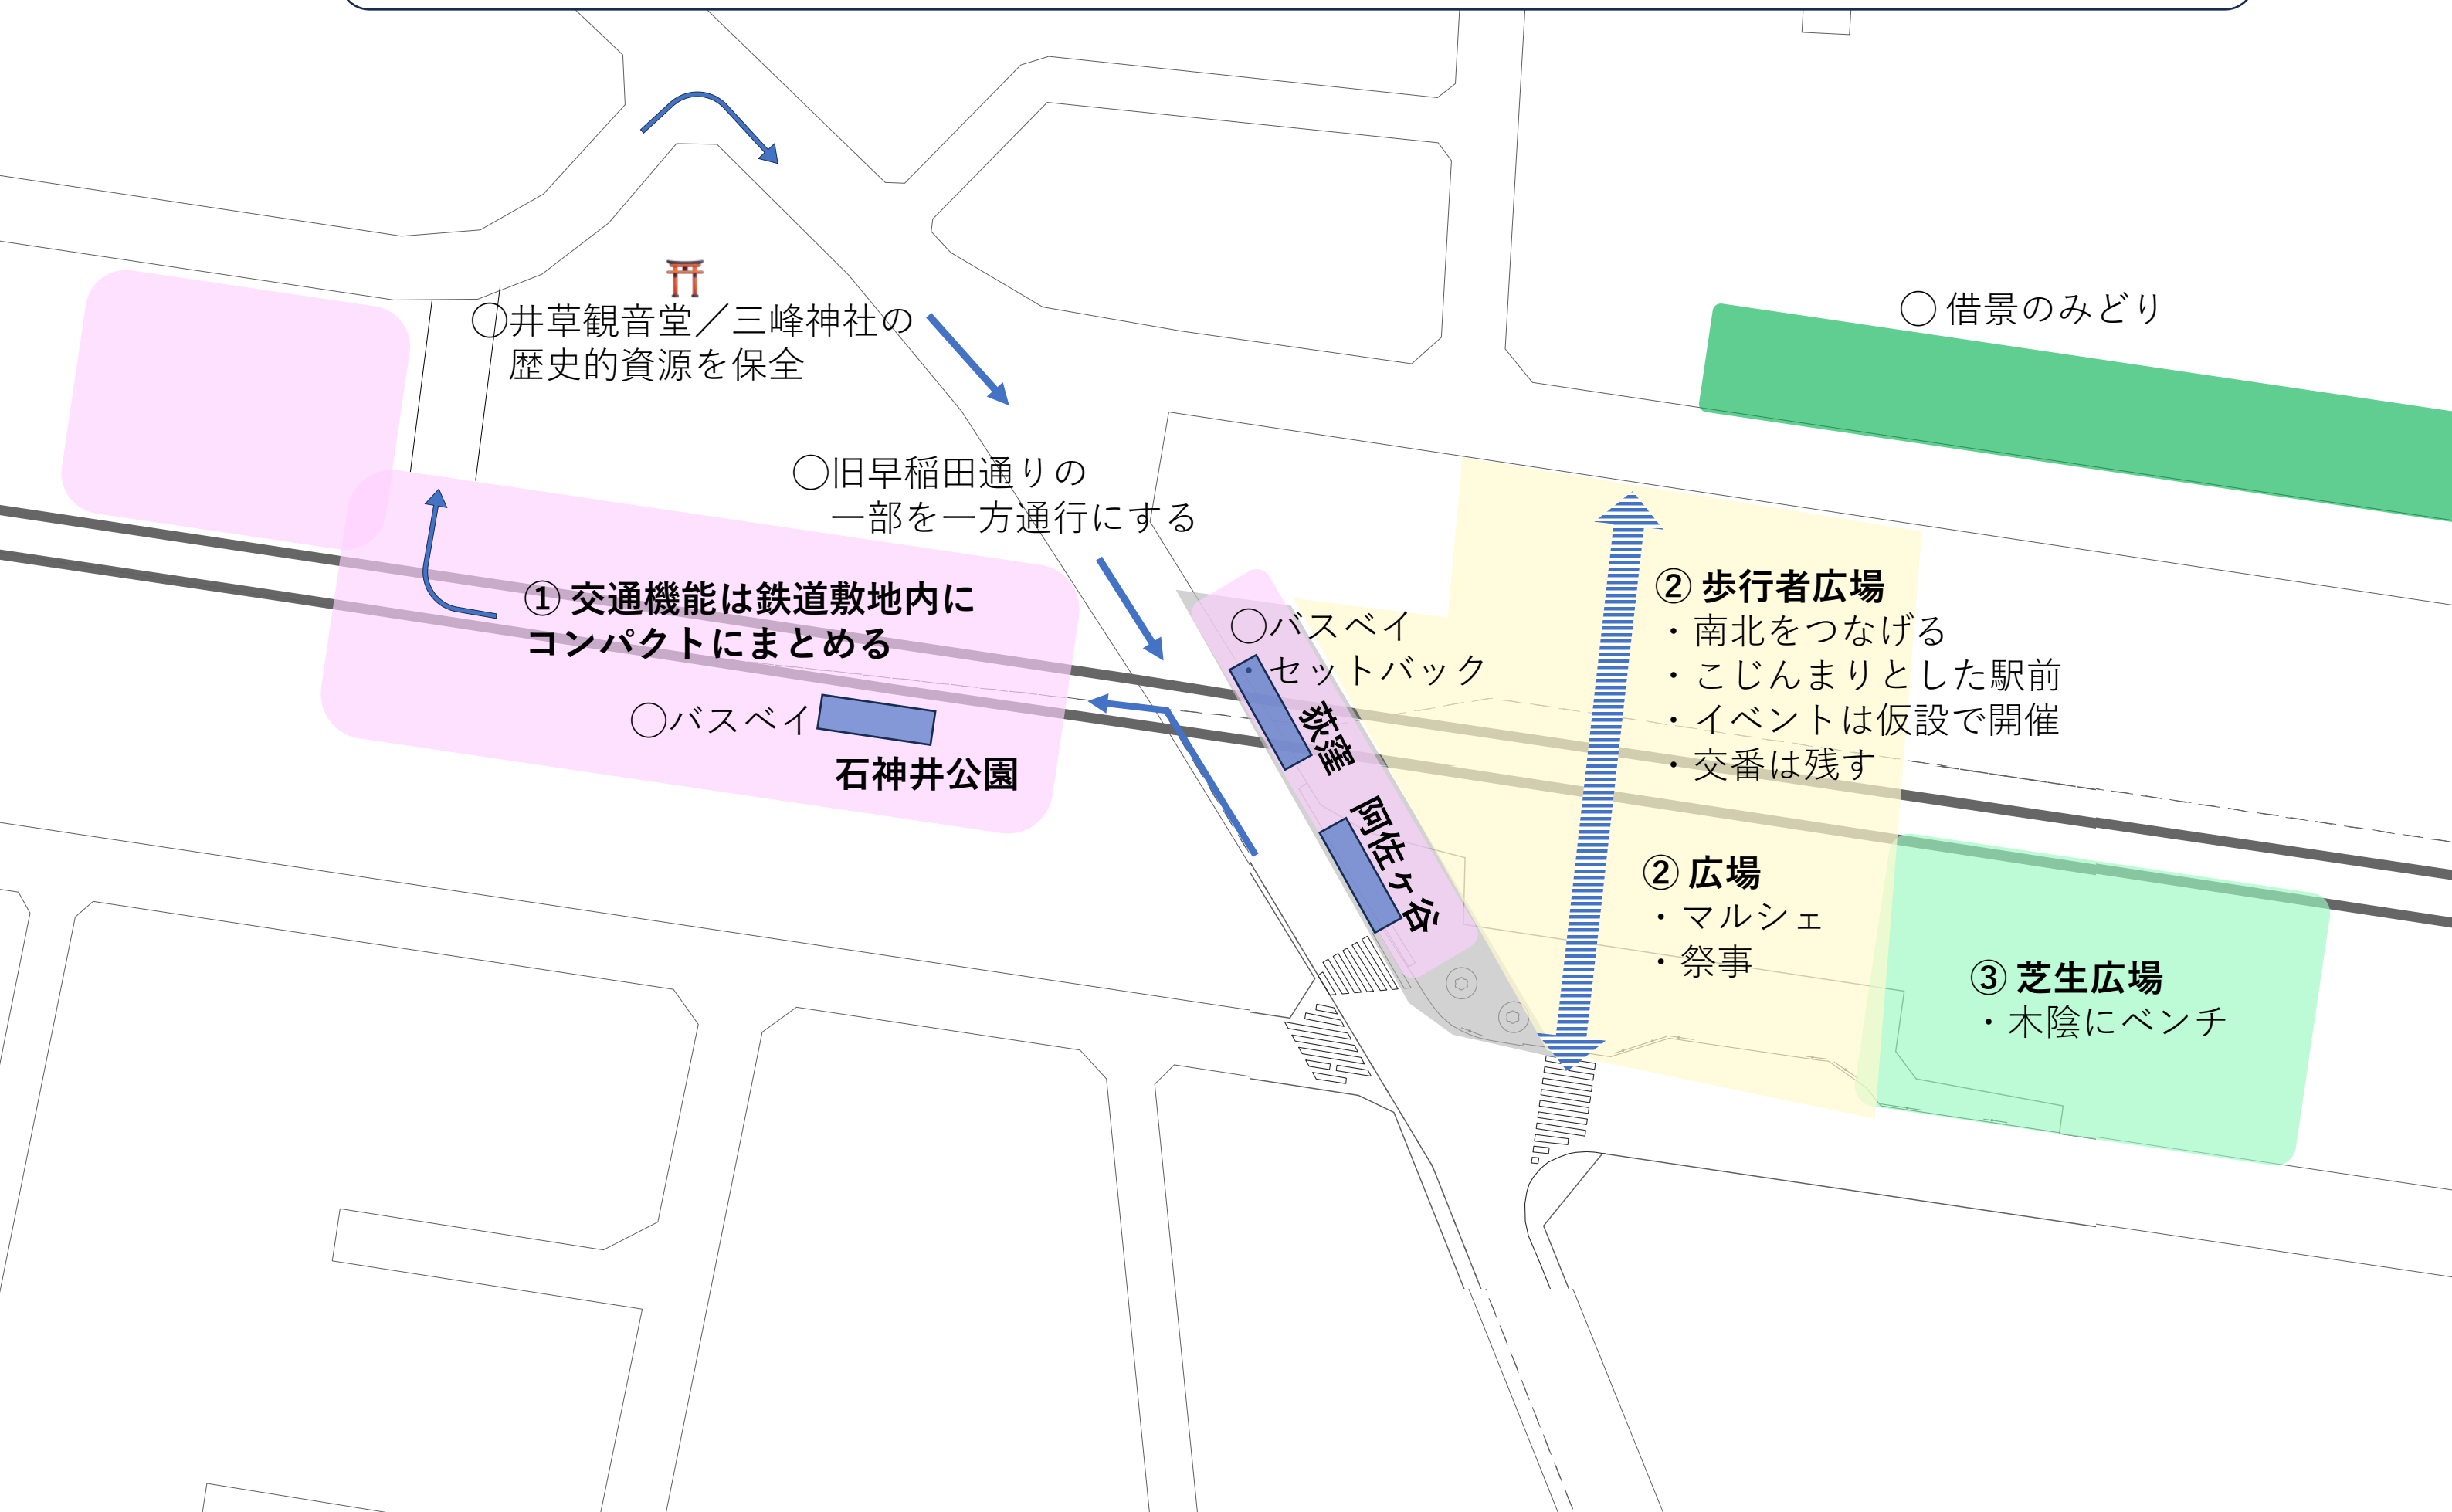 ◯井草観音堂／三峰神社の
歴史的資源を保全
◯ 借景のみどり
◯旧早稲田通りの
一部を一方通行にする
① 交通機能は鉄道敷地内に
コンパクトにまとめる
◯バスベイ
石神井公園
◯バスベイ
・セットバック
荻窪
阿佐ヶ谷
② 歩行者広場
・南北をつなげる
・こじんまりとした駅前
・イベントは仮設で開催
・交番は残す
② 広場
・マルシェ
・祭事
③ 芝生広場
・木陰にベンチ